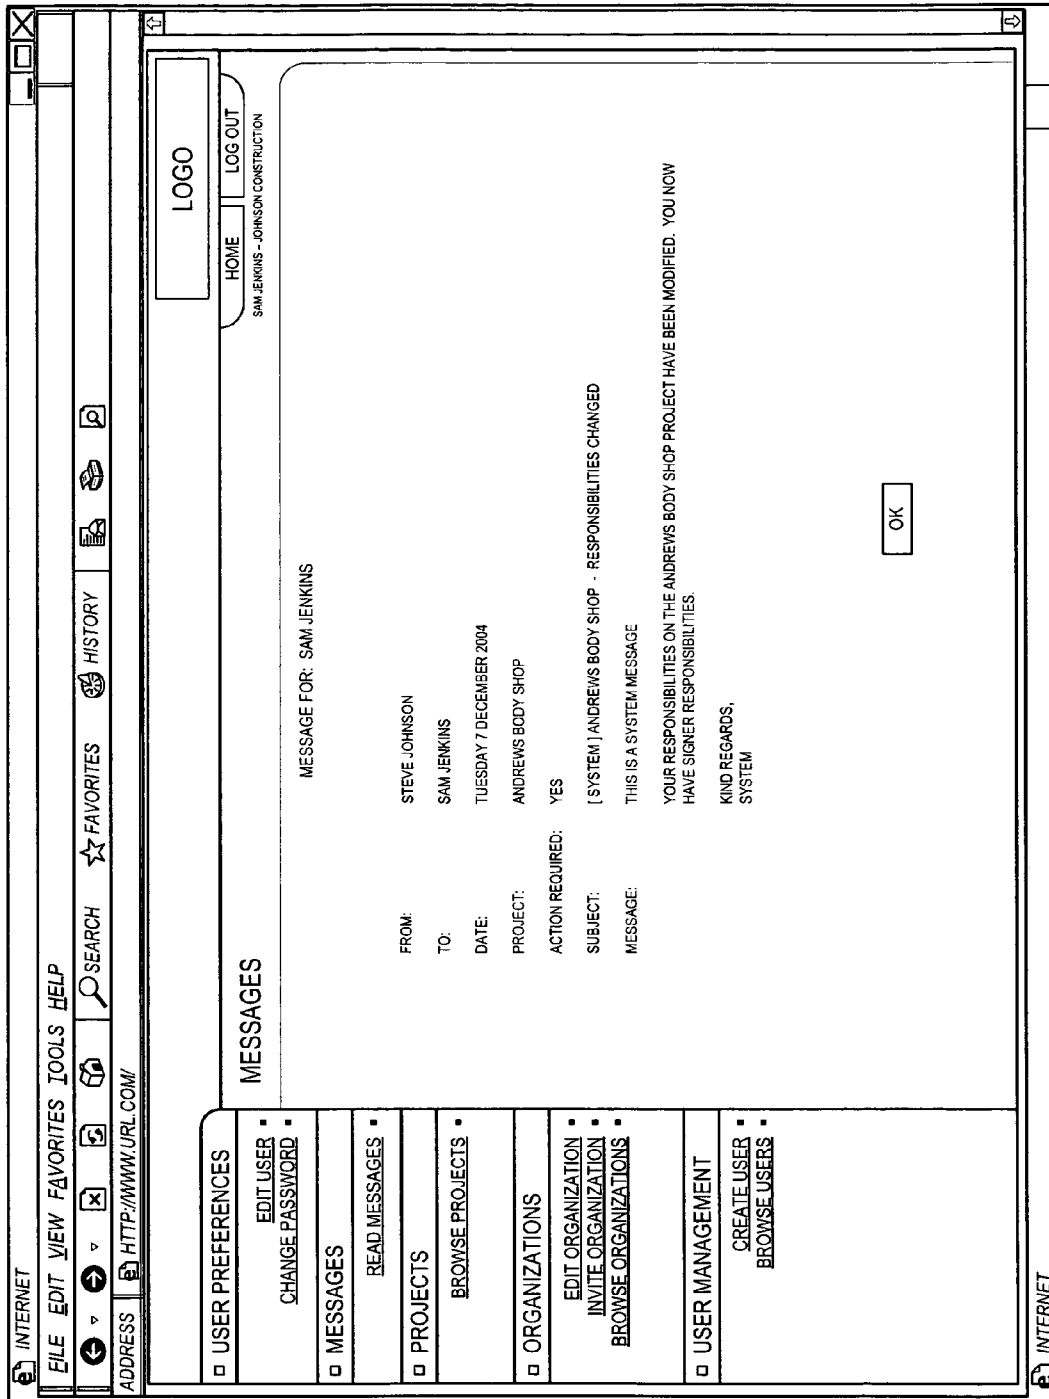 INTERNET
FILE EDIT VIEW FAVORITES TOOLS HELP
SEARCH FAVORITES HISTORY
ADDRESS HTTP://WWW.URL.COM/
LOGO
HOME LOG OUT
SAM JENKINS – JOHNSON CONSTRUCTION
USER PREFERENCES
EDIT USER
CHANGE PASSWORD
MESSAGES
READ MESSAGES
PROJECTS
BROWSE PROJECTS
ORGANIZATIONS
EDIT ORGANIZATION
INVITE ORGANIZATION
BROWSE ORGANIZATIONS
USER MANAGEMENT
CREATE USER
BROWSE USERS
MESSAGES
MESSAGE FOR: SAM JENKINS
FROM: STEVE JOHNSON
TO: SAM JENKINS
DATE: TUESDAY 7 DECEMBER 2004
PROJECT: ANDREWS BODY SHOP
ACTION REQUIRED: YES
SUBJECT: [ SYSTEM ] ANDREWS BODY SHOP - RESPONSIBILITIES CHANGED
MESSAGE: THIS IS A SYSTEM MESSAGE
YOUR RESPONSIBILITIES ON THE ANDREWS BODY SHOP PROJECT HAVE BEEN MODIFIED. YOU NOW
HAVE SIGNER RESPONSIBILITIES.
KIND REGARDS,
SYSTEM
OK
INTERNET